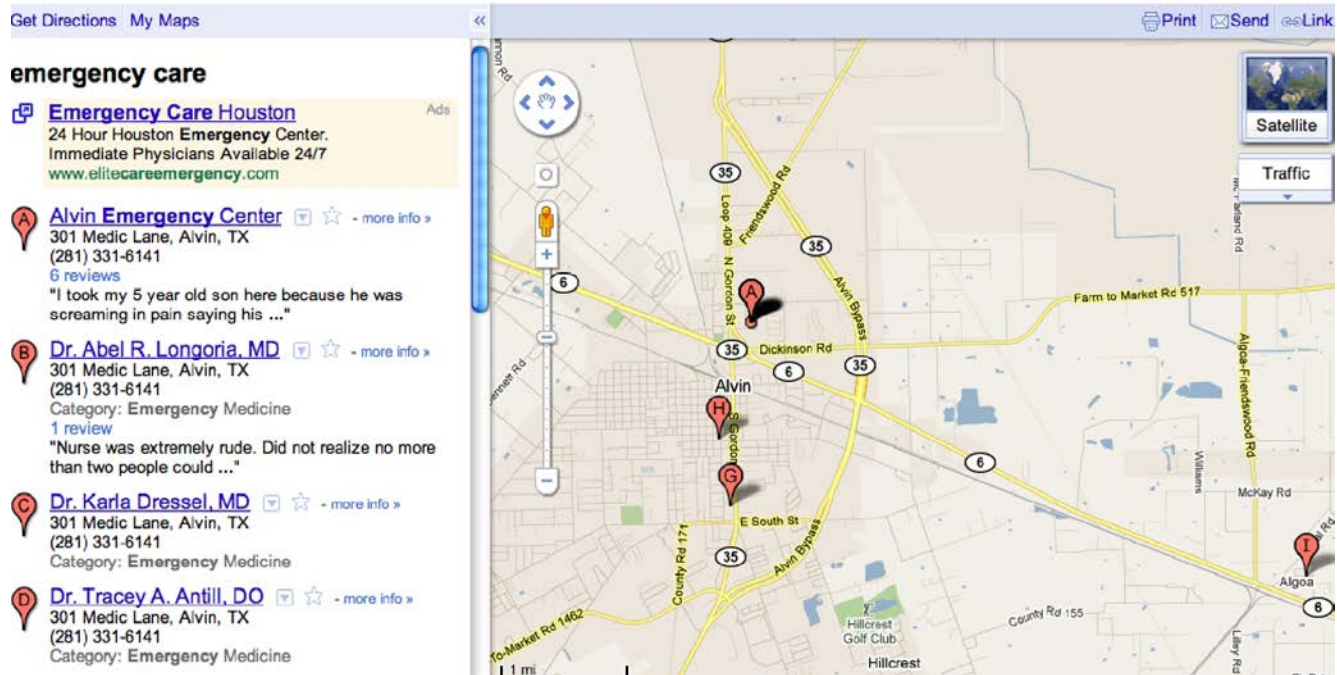 Get Directions My Maps
«
Print Send Link
emergency care
Emergency Care Houston
Ads
24 Hour Houston Emergency Center.
Immediate Physicians Available 24/7
www.elitecareemergency.com
A
Alvin Emergency Center - more info »
301 Medic Lane, Alvin, TX
(281) 331-6141
6 reviews
"I took my 5 year old son here because he was
screaming in pain saying his ..."
B
Dr. Abel R. Longoria, MD - more info »
301 Medic Lane, Alvin, TX
(281) 331-6141
Category: Emergency Medicine
1 review
"Nurse was extremely rude. Did not realize no more
than two people could ..."
C
Dr. Karla Dressel, MD - more info »
301 Medic Lane, Alvin, TX
(281) 331-6141
Category: Emergency Medicine
D
Dr. Tracey A. Antill, DO - more info »
301 Medic Lane, Alvin, TX
(281) 331-6141
Category: Emergency Medicine
Satellite
Traffic
35
Loop 409
N Gordon St
Friendswood Rd
35
Alvin Bypass
6
A
Farm to Market Rd 517
35
Dickinson Rd
6
35
Alvin
H
S Gordon
G
Algoa-Friendswood Rd
6
Williams
McKay Rd
E South St
County Rd 171
35
Alvin Bypass
I
Algoa
6
To-Market Rd 1462
Hillcrest
Golf Club
County Rd 155
Hillcrest
Lilley Rd
1 mi